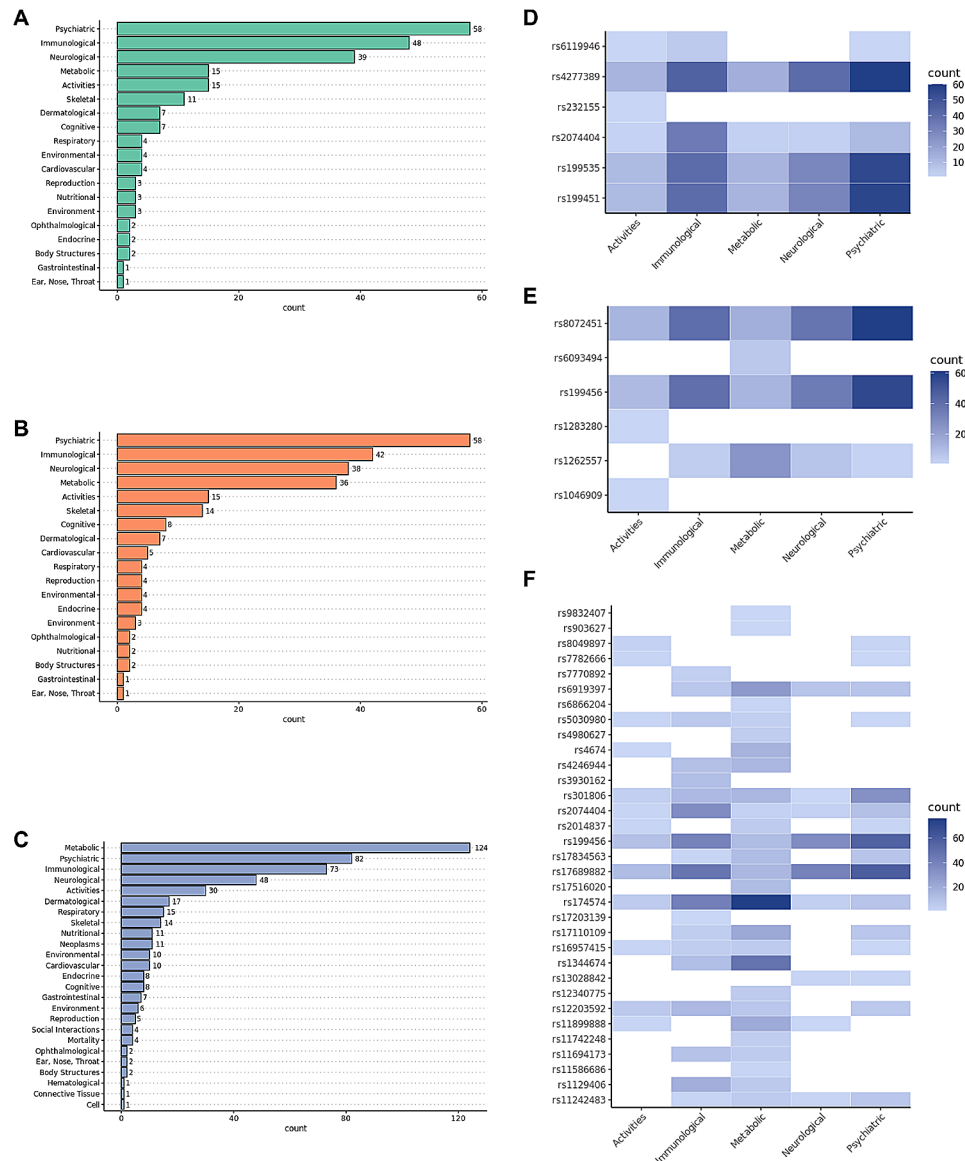 A
Psychiatric 58
Immunological 48
Neurological 39
Metabolic 15
Activities 15
Skeletal 11
Dermatological 7
Cognitive 7
Respiratory 4
Environmental 4
Cardiovascular 4
Reproduction 3
Nutritional 3
Environment 3
Ophthalmological 2
Endocrine 2
Body Structures 2
Gastrointestinal 1
Ear, Nose, Throat 1
0 20 40 60
count
B
Psychiatric 58
Immunological 42
Neurological 38
Metabolic 36
Activities 15
Skeletal 14
Cognitive 8
Dermatological 7
Cardiovascular 5
Respiratory 4
Reproduction 4
Environmental 4
Endocrine 4
Environment 3
Ophthalmological 2
Nutritional 2
Body Structures 2
Gastrointestinal 1
Ear, Nose, Throat 1
0 20 40 60
count
C
Metabolic 124
Psychiatric 82
Immunological 73
Neurological 48
Activities 30
Dermatological 17
Respiratory 15
Skeletal 14
Nutritional 11
Neoplasms 11
Environmental 10
Cardiovascular 10
Endocrine 8
Cognitive 8
Gastrointestinal 7
Environment 6
Reproduction 5
Social Interactions 4
Mortality 4
Ophthalmological 2
Ear, Nose, Throat 2
Body Structures 2
Hematological 1
Connective Tissue 1
Cell 1
0 40 80 120
count
D
rs6119946
rs4277389
rs232155
rs2074404
rs199535
rs199451
Activities Immunological Metabolic Neurological Psychiatric
count
60
50
40
30
20
10
E
rs8072451
rs6093494
rs199456
rs1283280
rs1262557
rs1046909
Activities Immunological Metabolic Neurological Psychiatric
count
60
40
20
F
rs9832407
rs903627
rs8049897
rs7782666
rs7770892
rs6919397
rs6866204
rs5030980
rs4980627
rs4674
rs4246944
rs3930162
rs301806
rs2074404
rs2014837
rs199456
rs17834563
rs17689882
rs17516020
rs174574
rs17203139
rs17110109
rs16957415
rs1344674
rs13028842
rs12340775
rs12203592
rs11899888
rs11742248
rs11694173
rs11586686
rs1129406
rs11242483
Activities Immunological Metabolic Neurological Psychiatric
count
60
40
20